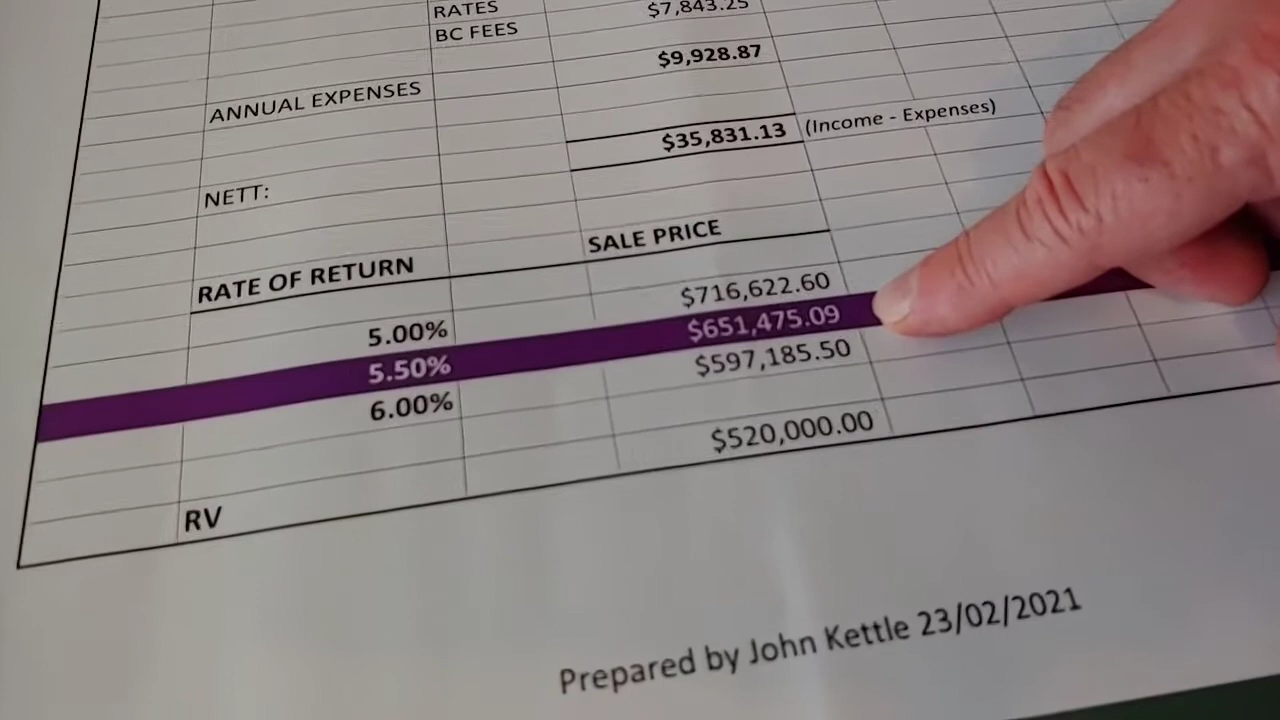 RATES $7,843.25
BC FEES
$9,928.87
ANNUAL EXPENSES
$35,831.13 (Income - Expenses)
NETT:
RATE OF RETURN SALE PRICE
5.00% $716,622.60
5.50% $651,475.09
6.00% $597,185.50
RV $520,000.00
Prepared by John Kettle 23/02/2021